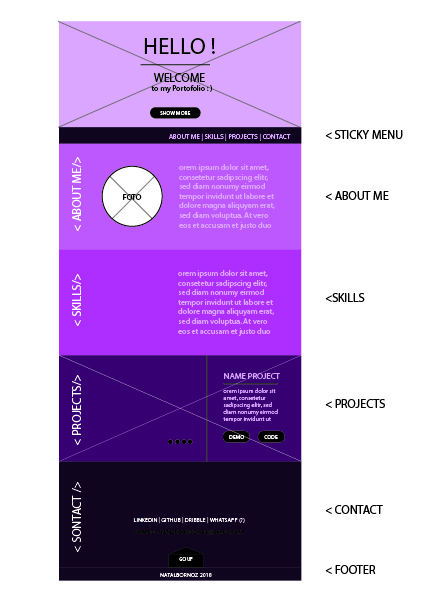 HELLO !
WELCOME
to my Portofolio : )
SHOW MORE
ABOUT ME | SKILLS | PROJECTS | CONTACT
< STICKY MENU
< ABOUT ME/>
FOTO
orem ipsum dolor sit amet,
consetetur sadipscing elitr,
sed diam nonumy eirmod
tempor invidunt ut labore et
dolore magna aliquyam erat,
sed diam voluptua. At vero
eos et accusam et justo duo
< ABOUT ME
< SKILLS/>
orem ipsum dolor sit amet,
consetetur sadipscing elitr,
sed diam nonumy eirmod
tempor invidunt ut labore et
dolore magna aliquyam erat,
sed diam voluptua. At vero
eos et accusam et justo duo
<SKILLS
< PROJECTS/>
NAME PROJECT
orem ipsum dolor sit
amet, consetetur
sadipscing elitr, sed
diam nonumy eirmod
tempor invidunt ut
DEMO
CODE
< PROJECTS
< SONTACT />
LINKEDIN | GITHUB | DRIBBLE | WHATSAPP (?)
GO UP
< CONTACT
NATALBORNOZ 2018
< FOOTER